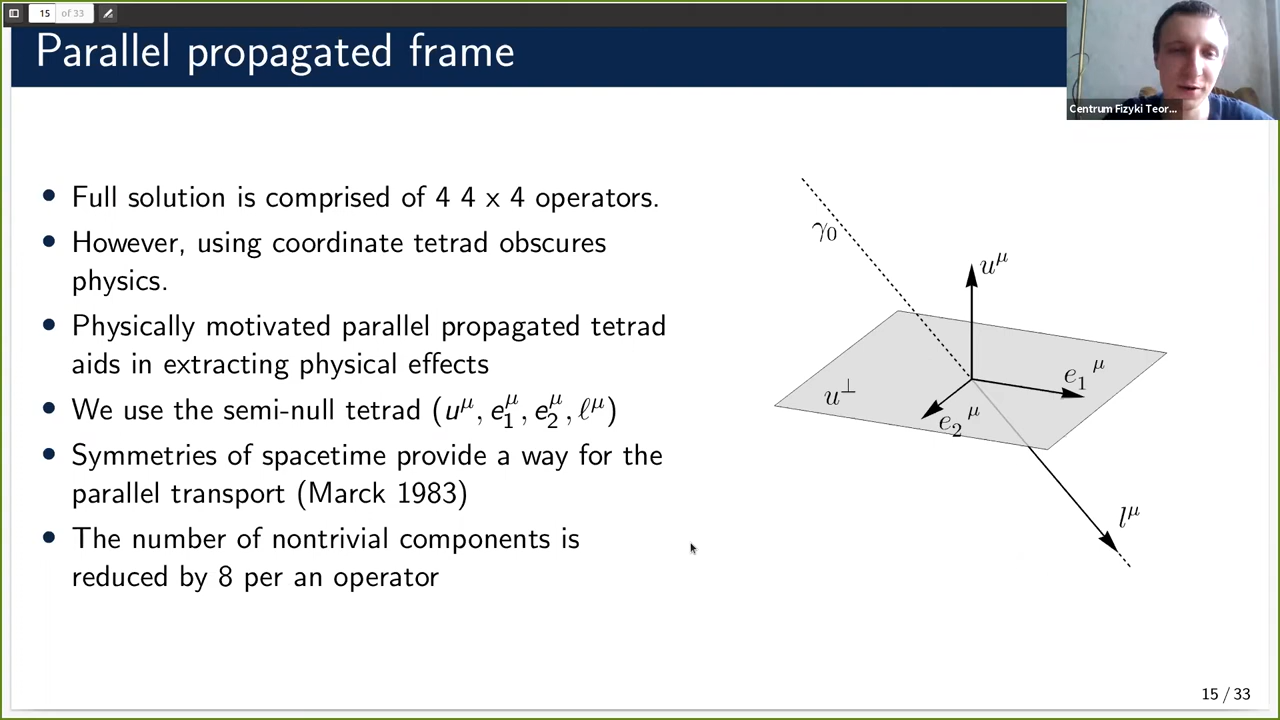 15 of 33
Parallel propagated frame
Centrum Fizyki Teor...
• Full solution is comprised of 4 4 x 4 operators.
• However, using coordinate tetrad obscures
physics.
• Physically motivated parallel propagated tetrad
aids in extracting physical effects
• We use the semi-null tetrad (u^μ, e_1^μ, e_2^μ, ℓ^μ)
• Symmetries of spacetime provide a way for the
parallel transport (Marck 1983)
• The number of nontrivial components is
reduced by 8 per an operator
γ_0
u^μ
e_1^μ
u^⊥
e_2^μ
l^μ
15 / 33